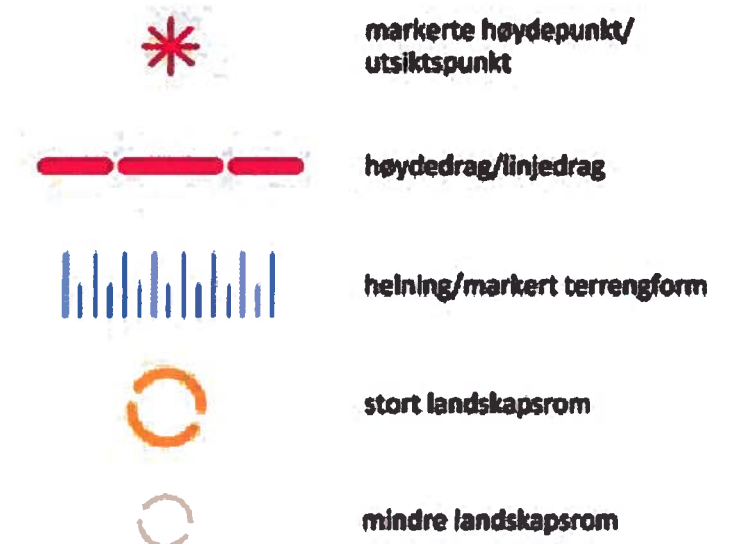 markerte høydepunkt/
utsiktspunkt
høydedrag/linjedrag
helning/markert terrengform
stort landskapsrom
mindre landskapsrom